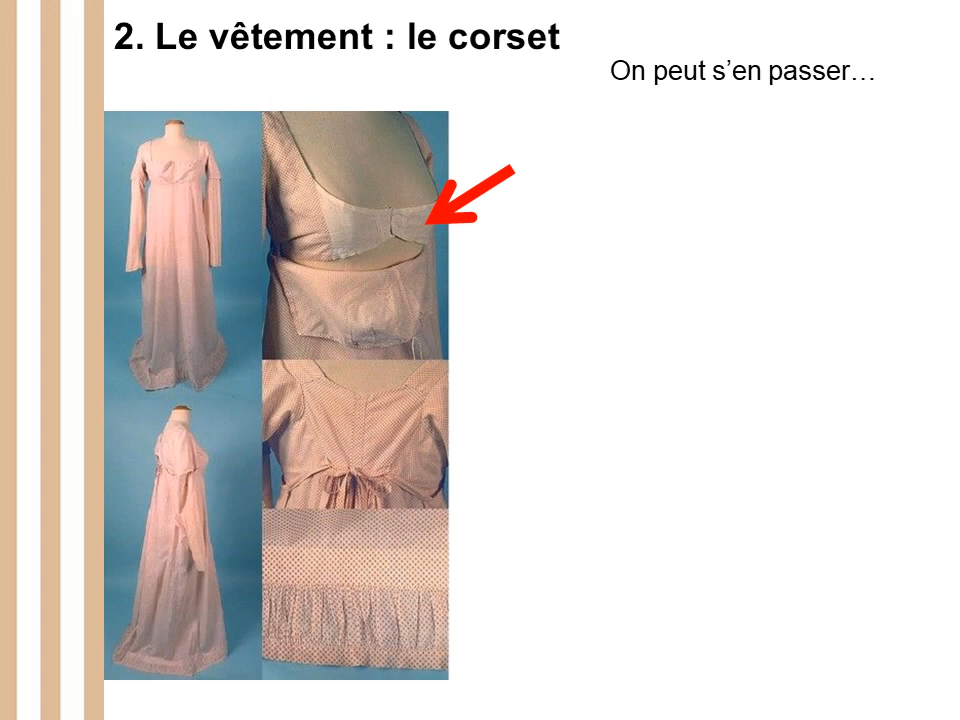 2. Le vêtement : le corset
On peut s’en passer…